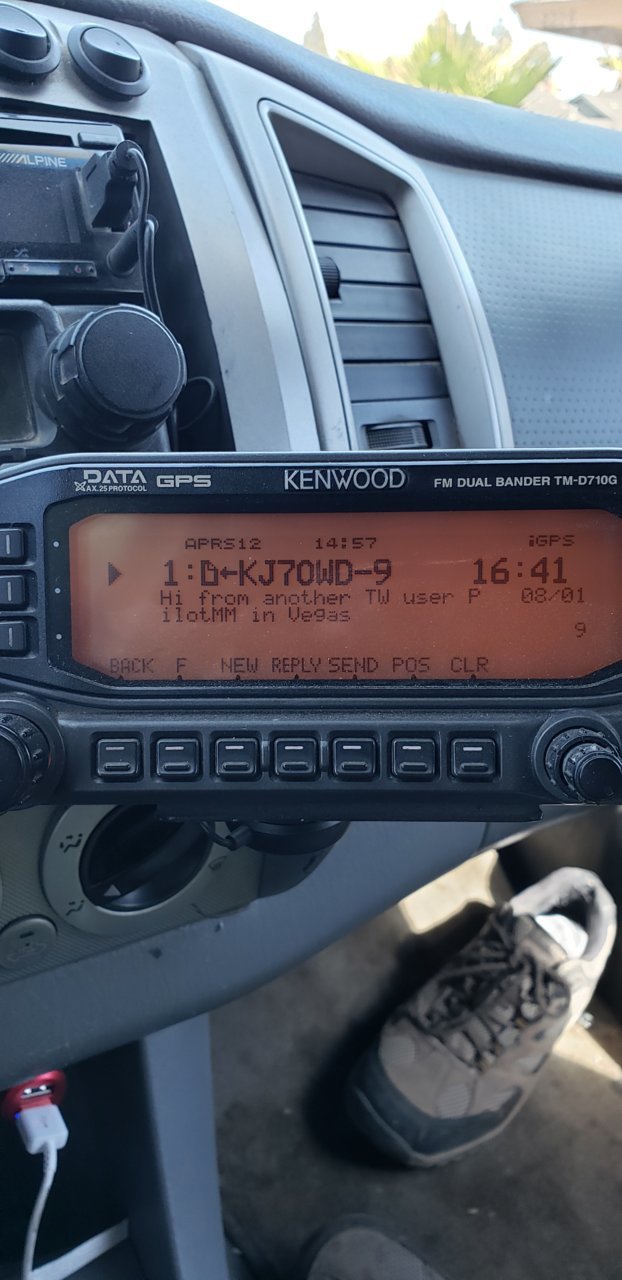 ALPINE
DATA
AX.25 PROTOCOL
GPS
KENWOOD
FM DUAL BANDER TM-D710G
APRS12 14:57 iGPS
1:D←KJ7OWD-9 16:41
Hi from another TW user P 08/01
ilotMM in Vegas
9
BACK F NEW REPLY SEND POS CLR